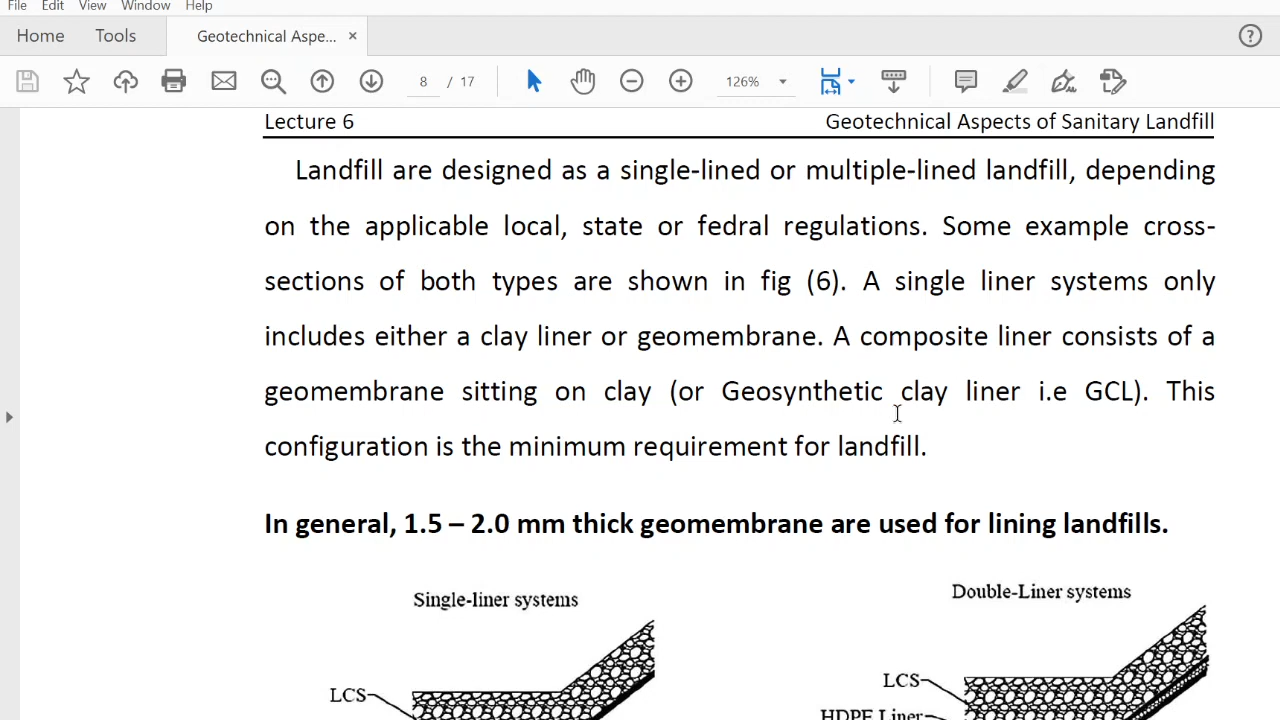 File Edit View Window Help
Home Tools Geotechnical Aspe... ×
8 / 17 126%
Lecture 6 Geotechnical Aspects of Sanitary Landfill
Landfill are designed as a single-lined or multiple-lined landfill, depending
on the applicable local, state or fedral regulations. Some example cross-
sections of both types are shown in fig (6). A single liner systems only
includes either a clay liner or geomembrane. A composite liner consists of a
geomembrane sitting on clay (or Geosynthetic clay liner i.e GCL). This
configuration is the minimum requirement for landfill.
In general, 1.5 – 2.0 mm thick geomembrane are used for lining landfills.
Single-liner systems Double-Liner systems
LCS LCS
HDPE Liner